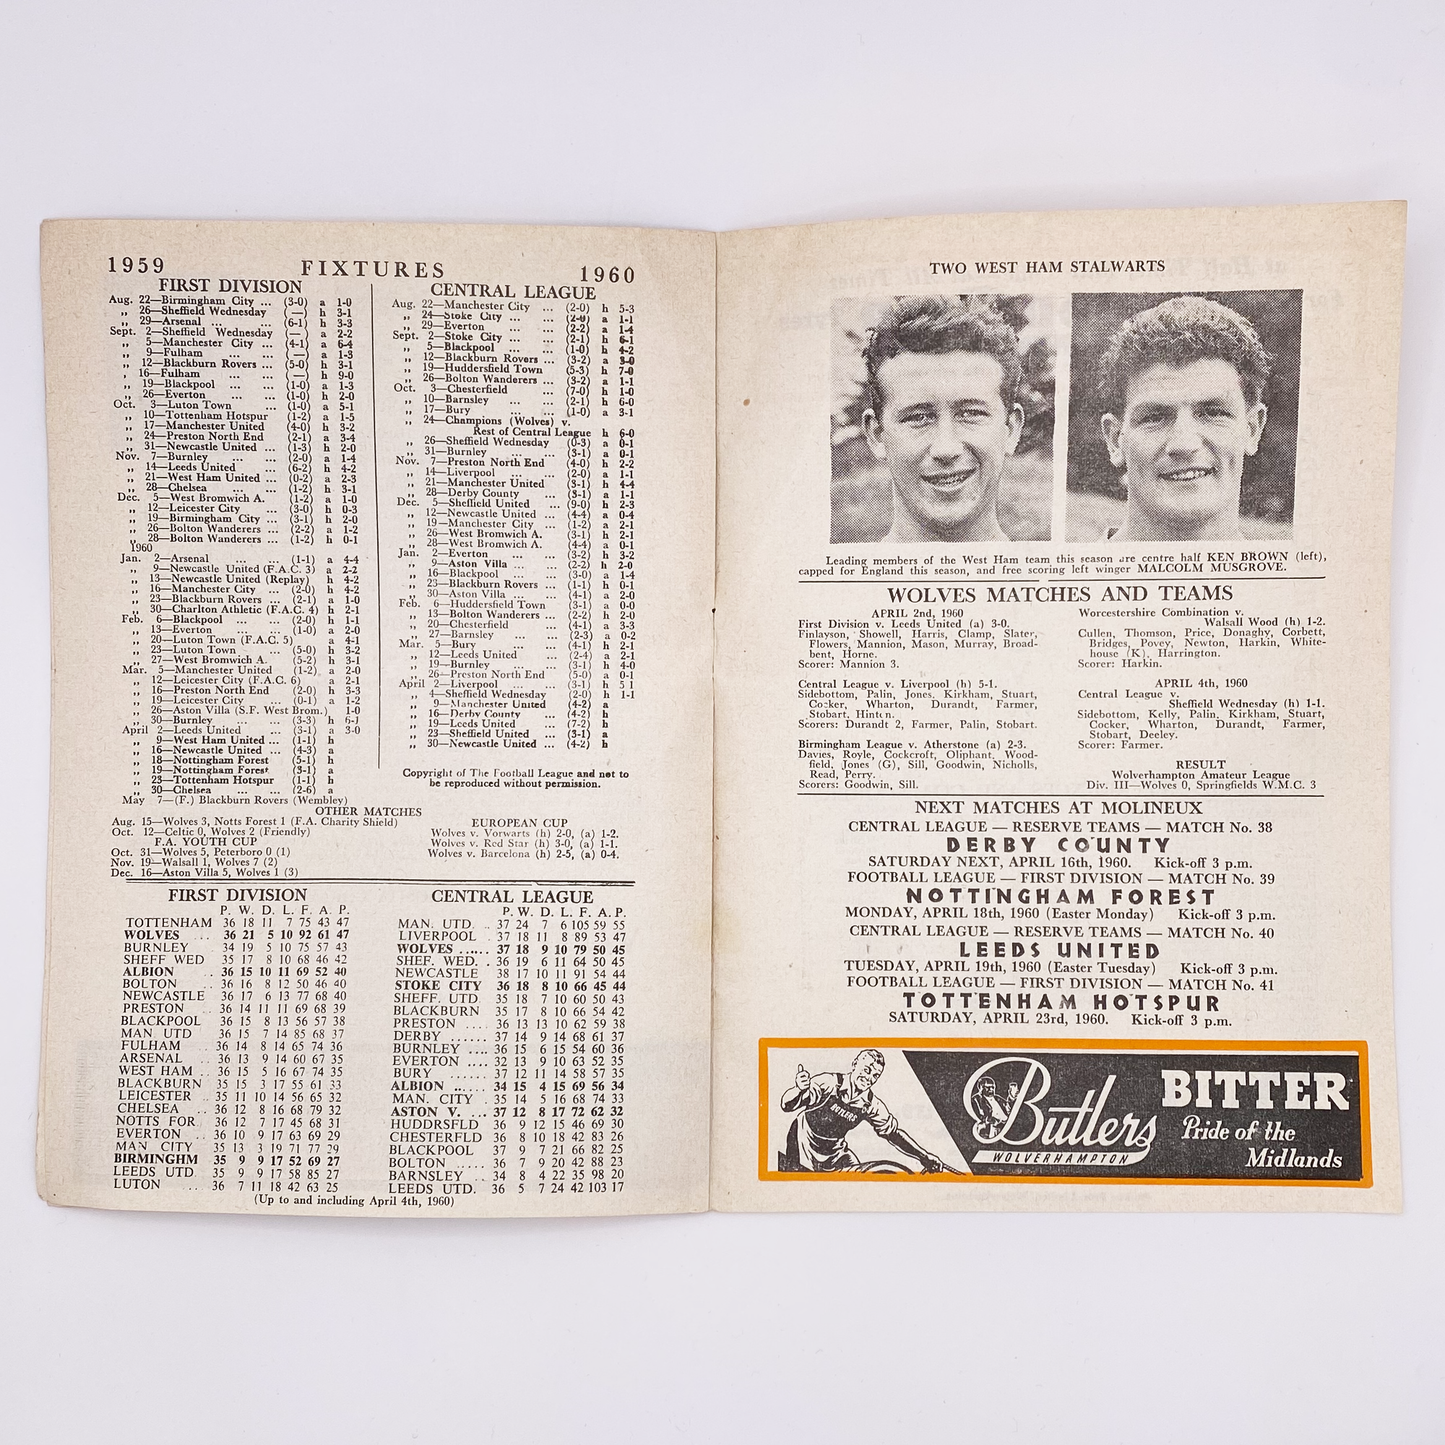 1959 FIXTURES 1960
FIRST DIVISION
Aug. 22—Birmingham City ... (3-0) a 1-0
„ 26—Sheffield Wednesday (—) h 3-1
„ 29—Arsenal ... ... (6-1) h 3-3
Sept. 2—Sheffield Wednesday (—) a 2-2
„ 5—Manchester City ... (4-1) a 6-4
„ 9—Fulham ... ... (—) a 1-3
„ 12—Blackburn Rovers ... (5-0) h 3-1
„ 16—Fulham ... ... (—) h 9-0
„ 19—Blackpool ... ... (1-0) a 1-3
„ 26—Everton ... ... (1-0) h 2-0
Oct. 3—Luton Town ... (1-0) a 5-1
„ 10—Tottenham Hotspur (1-2) a 1-5
„ 17—Manchester United (4-0) h 3-2
„ 24—Preston North End (2-1) a 3-4
„ 31—Newcastle United ... (1-3) h 2-0
Nov. 7—Burnley ... ... (2-0) a 1-4
„ 14—Leeds United ... (6-2) h 4-2
„ 21—West Ham United ... (0-2) a 2-3
„ 28—Chelsea ... ... (1-2) h 3-1
Dec. 5—West Bromwich A. (1-2) a 1-0
„ 12—Leicester City ... (3-0) h 0-3
„ 19—Birmingham City ... (3-1) h 2-0
„ 26—Bolton Wanderers ... (2-2) a 1-2
„ 28—Bolton Wanderers ... (1-2) h 0-1
1960
Jan. 2—Arsenal ... ... (1-1) a 4-4
„ 9—Newcastle United (F.A.C. 3) a 2-2
„ 13—Newcastle United (Replay) h 4-2
„ 16—Manchester City ... (2-0) h 4-2
„ 23—Blackburn Rovers ... (2-1) a 1-0
„ 30—Charlton Athletic (F.A.C. 4) h 2-1
Feb. 6—Blackpool ... ... (2-0) h 1-1
„ 13—Everton ... ... (1-0) a 2-0
„ 20—Luton Town (F.A.C. 5) a 4-1
„ 23—Luton Town ... (5-0) h 3-2
„ 27—West Bromwich A. (5-2) h 3-1
Mar. 5—Manchester United (1-2) a 2-0
„ 12—Leicester City (F.A.C. 6) a 2-1
„ 16—Preston North End (2-0) h 3-3
„ 19—Leicester City ... (0-1) a 1-2
„ 26—Aston Villa (S.F. West Brom.) 1-0
„ 30—Burnley ... ... (3-3) h 6-1
April 2—Leeds United ... (3-1) a 3-0
„ 9—West Ham United ... (1-1) h
„ 16—Newcastle United ... (4-3) a
„ 18—Nottingham Forest (5-1) h
„ 19—Nottingham Forest (3-1) a
„ 23—Tottenham Hotspur (1-1) h
„ 30—Chelsea ... ... (2-6) a
May 7—(F.) Blackburn Rovers (Wembley)
CENTRAL LEAGUE
Aug. 22—Manchester City ... (2-0) h 5-3
„ 24—Stoke City ... ... (2-0) a 1-1
„ 29—Everton ... ... (2-2) a 1-4
Sept. 2—Stoke City ... ... (2-1) h 6-1
„ 5—Blackpool ... ... (1-0) h 4-2
„ 12—Blackburn Rovers ... (3-2) a 3-0
„ 19—Huddersfield Town (5-3) h 7-0
„ 26—Bolton Wanderers ... (3-2) a 1-1
Oct. 3—Chesterfield ... (7-0) h 1-0
„ 10—Barnsley ... ... (2-1) h 6-0
„ 17—Bury ... ... (1-0) a 3-1
„ 24—Champions (Wolves) v.
Rest of Central League h 6-0
„ 26—Sheffield Wednesday (0-3) a 0-1
„ 31—Burnley ... ... (3-1) a 0-1
Nov. 7—Preston North End (4-0) h 2-2
„ 14—Liverpool ... ... (2-0) a 1-1
„ 21—Manchester United (3-1) h 4-4
„ 28—Derby County ... (3-1) a 1-1
Dec. 5—Sheffield United ... (9-0) h 2-3
„ 12—Newcastle United ... (4-4) a 0-4
„ 19—Manchester City ... (1-2) a 2-1
„ 26—West Bromwich A. (3-1) h 2-1
„ 28—West Bromwich A. (4-4) a 0-1
Jan. 2—Everton ... ... (3-2) h 3-2
„ 9—Aston Villa ... ... (2-2) h 2-0
„ 16—Blackpool ... ... (3-0) a 1-4
„ 23—Blackburn Rovers ... (1-1) h 0-1
„ 30—Aston Villa ... ... (4-1) a 2-0
Feb. 6—Huddersfield Town (3-1) a 0-0
„ 13—Bolton Wanderers ... (2-2) h 2-0
„ 20—Chesterfield ... (4-1) a 3-3
„ 27—Barnsley ... ... (2-3) a 0-2
Mar. 5—Bury ... ... (4-1) h 2-1
„ 12—Leeds United ... (2-4) a 2-1
„ 19—Burnley ... ... (3-1) h 4-0
„ 26—Preston North End (5-0) a 0-1
April 2—Liverpool ... ... (3-1) h 5 1
„ 4—Sheffield Wednesday (2-0) h 1-1
„ 9—Manchester United (4-2) a
„ 16—Derby County ... (4-2) h
„ 19—Leeds United ... (7-2) h
„ 23—Sheffield United ... (3-1) a
„ 30—Newcastle United ... (4-2) h
Copyright of The Football League and not to
be reproduced without permission.
OTHER MATCHES
Aug. 15—Wolves 3, Notts Forest 1 (F.A. Charity Shield)
Oct. 12—Celtic 0, Wolves 2 (Friendly)
F.A. YOUTH CUP
Oct. 31—Wolves 5, Peterboro 0 (1)
Nov. 19—Walsall 1, Wolves 7 (2)
Dec. 16—Aston Villa 5, Wolves 1 (3)
EUROPEAN CUP
Wolves v. Vorwarts (h) 2-0, (a) 1-2.
Wolves v. Red Star (h) 3-0, (a) 1-1.
Wolves v. Barcelona (h) 2-5, (a) 0-4.
FIRST DIVISION
P. W. D. L. F. A. P.
TOTTENHAM 36 18 11 7 75 43 47
WOLVES ... 36 21 5 10 92 61 47
BURNLEY 34 19 5 10 75 57 43
SHEFF WED 35 17 8 10 68 46 42
ALBION .. 36 15 10 11 69 52 40
BOLTON .. 36 16 8 12 50 46 40
NEWCASTLE 36 17 6 13 77 68 40
PRESTON .. 36 14 11 11 69 68 39
BLACKPOOL 36 15 8 13 56 57 38
MAN UTD 36 15 7 14 85 68 37
FULHAM .. 36 14 8 14 65 74 36
ARSENAL .. 36 13 9 14 60 67 35
WEST HAM .. 36 15 5 16 67 74 35
BLACKBURN 35 15 3 17 55 61 33
LEICESTER .. 35 11 10 14 56 65 32
CHELSEA .. 36 12 8 16 68 79 32
NOTTS FOR. 36 12 7 17 45 68 31
EVERTON .. 36 10 9 17 63 69 29
MAN CITY 35 13 3 19 71 77 29
BIRMINGHM 35 9 9 17 52 69 27
LEEDS UTD 35 9 9 17 58 85 27
LUTON .. 36 7 11 18 42 63 25
CENTRAL LEAGUE
P. W. D. L. F. A. P.
MAN. UTD. .. 37 24 7 6 105 59 55
LIVERPOOL .. 37 18 11 8 89 53 47
WOLVES ..... 37 18 9 10 79 50 45
SHEF. WED. .. 36 19 6 11 64 50 45
NEWCASTLE 38 17 10 11 91 54 44
STOKE CITY 36 18 8 10 66 45 44
SHEFF. UTD 35 18 7 10 60 50 43
BLACKBURN 35 17 8 10 66 54 42
PRESTON .... 36 13 13 10 62 59 38
DERBY ...... 37 14 9 14 68 61 37
BURNLEY .... 36 15 6 15 54 60 36
EVERTON .... 32 13 9 10 63 52 35
BURY ...... 37 12 11 14 58 57 35
ALBION ..... 34 15 4 15 69 56 34
MAN. CITY . 35 14 5 16 68 74 33
ASTON V. ... 37 12 8 17 72 62 32
HUDDRSFLD 36 9 12 15 46 69 30
CHESTERFLD 36 8 10 18 42 83 26
BLACKPOOL 37 9 7 21 66 82 25
BOLTON .... 36 7 9 20 42 88 23
BARNSLEY .. 34 8 4 22 35 98 20
LEEDS UTD. 36 5 7 24 42 103 17
(Up to and including April 4th, 1960)
TWO WEST HAM STALWARTS
Leading members of the West Ham team this season are centre half KEN BROWN (left),
capped for England this season, and free scoring left winger MALCOLM MUSGROVE.
WOLVES MATCHES AND TEAMS
APRIL 2nd, 1960
First Division v. Leeds United (a) 3-0.
Finlayson, Showell, Harris, Clamp, Slater,
Flowers, Mannion, Mason, Murray, Broad-
bent, Horne.
Scorer: Mannion 3.
Central League v. Liverpool (h) 5-1.
Sidebottom, Palin, Jones, Kirkham, Stuart,
Cocker, Wharton, Durandt, Farmer,
Stobart, Hinton.
Scorers: Durandt 2, Farmer, Palin, Stobart.
Birmingham League v. Atherstone (a) 2-3.
Davies, Royle, Cockcroft, Oliphant, Wood-
field, Jones (G), Sill, Goodwin, Nicholls,
Read, Perry.
Scorers: Goodwin, Sill.
Worcestershire Combination v.
Walsall Wood (h) 1-2.
Cullen, Thomson, Price, Donaghy, Corbett,
Bridges, Povey, Newton, Harkin, White-
house (K), Harrington.
Scorer: Harkin.
APRIL 4th, 1960
Central League v.
Sheffield Wednesday (h) 1-1.
Sidebottom, Kelly, Palin, Kirkham, Stuart,
Cocker, Wharton, Durandt, Farmer,
Stobart, Deeley.
Scorer: Farmer.
RESULT
Wolverhampton Amateur League
Div. III—Wolves 0, Springfields W.M.C. 3
NEXT MATCHES AT MOLINEUX
CENTRAL LEAGUE — RESERVE TEAMS — MATCH No. 38
DERBY COUNTY
SATURDAY NEXT, APRIL 16th, 1960. Kick-off 3 p.m.
FOOTBALL LEAGUE — FIRST DIVISION — MATCH No. 39
NOTTINGHAM FOREST
MONDAY, APRIL 18th, 1960 (Easter Monday) Kick-off 3 p.m.
CENTRAL LEAGUE — RESERVE TEAMS — MATCH No. 40
LEEDS UNITED
TUESDAY, APRIL 19th, 1960 (Easter Tuesday) Kick-off 3 p.m.
FOOTBALL LEAGUE — FIRST DIVISION — MATCH No. 41
TOTTENHAM HOTSPUR
SATURDAY, APRIL 23rd, 1960. Kick-off 3 p.m.
BUTLERS
Butlers
WOLVERHAMPTON
BITTER
Pride of the
Midlands